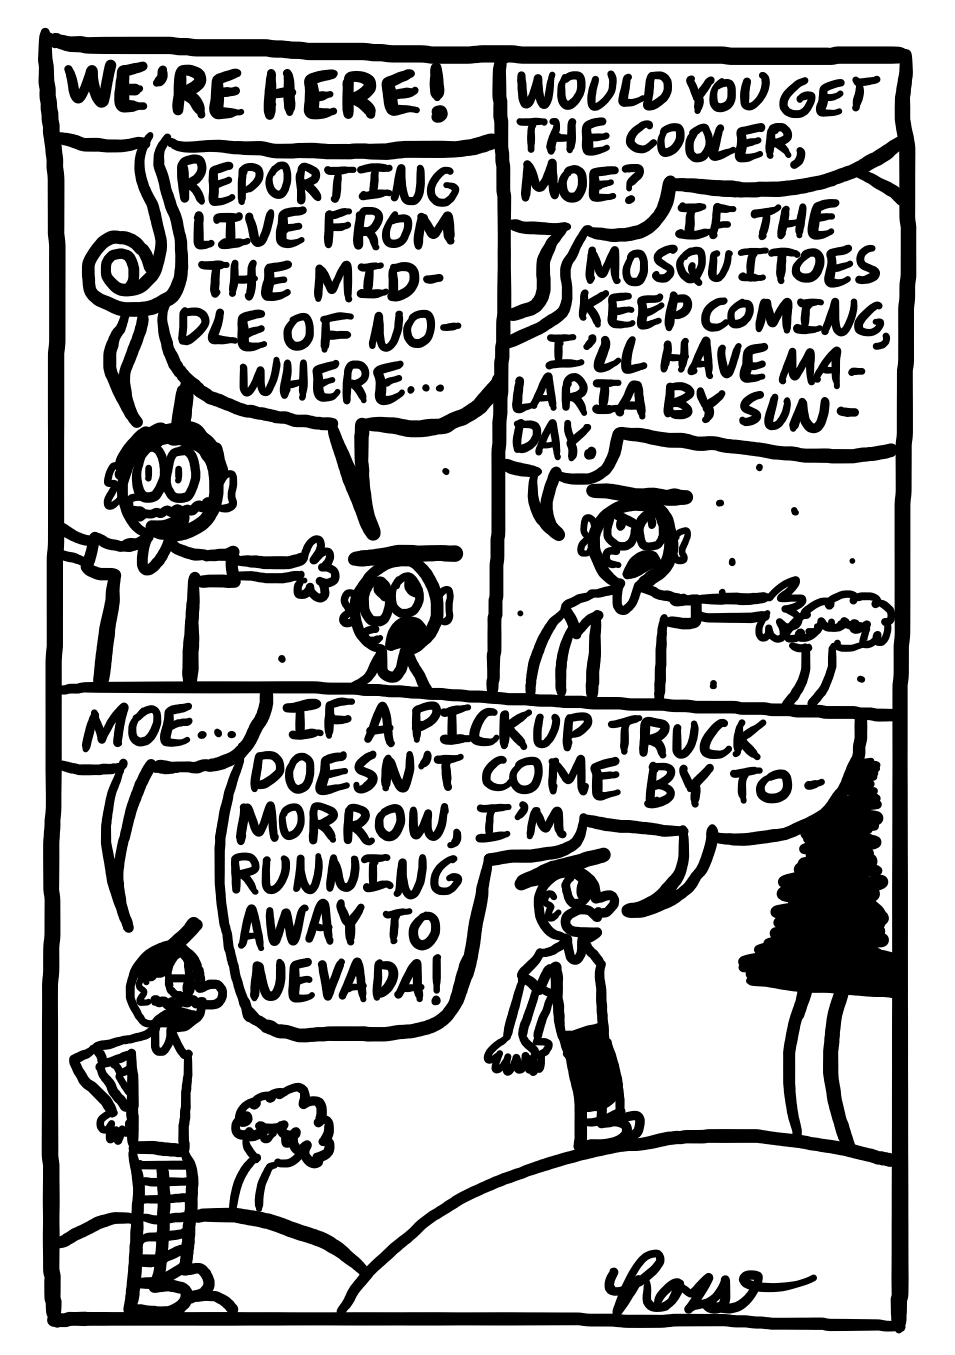 WE'RE HERE!
REPORTING
LIVE FROM
THE MID-
DLE OF NO-
WHERE...
WOULD YOU GET
THE COOLER,
MOE?
IF THE
MOSQUITOES
KEEP COMING,
I'LL HAVE MA-
LARIA BY SUN-
DAY.
MOE...
IF A PICKUP TRUCK
DOESN'T COME BY TO-
MORROW, I'M
RUNNING
AWAY TO
NEVADA!
Ross